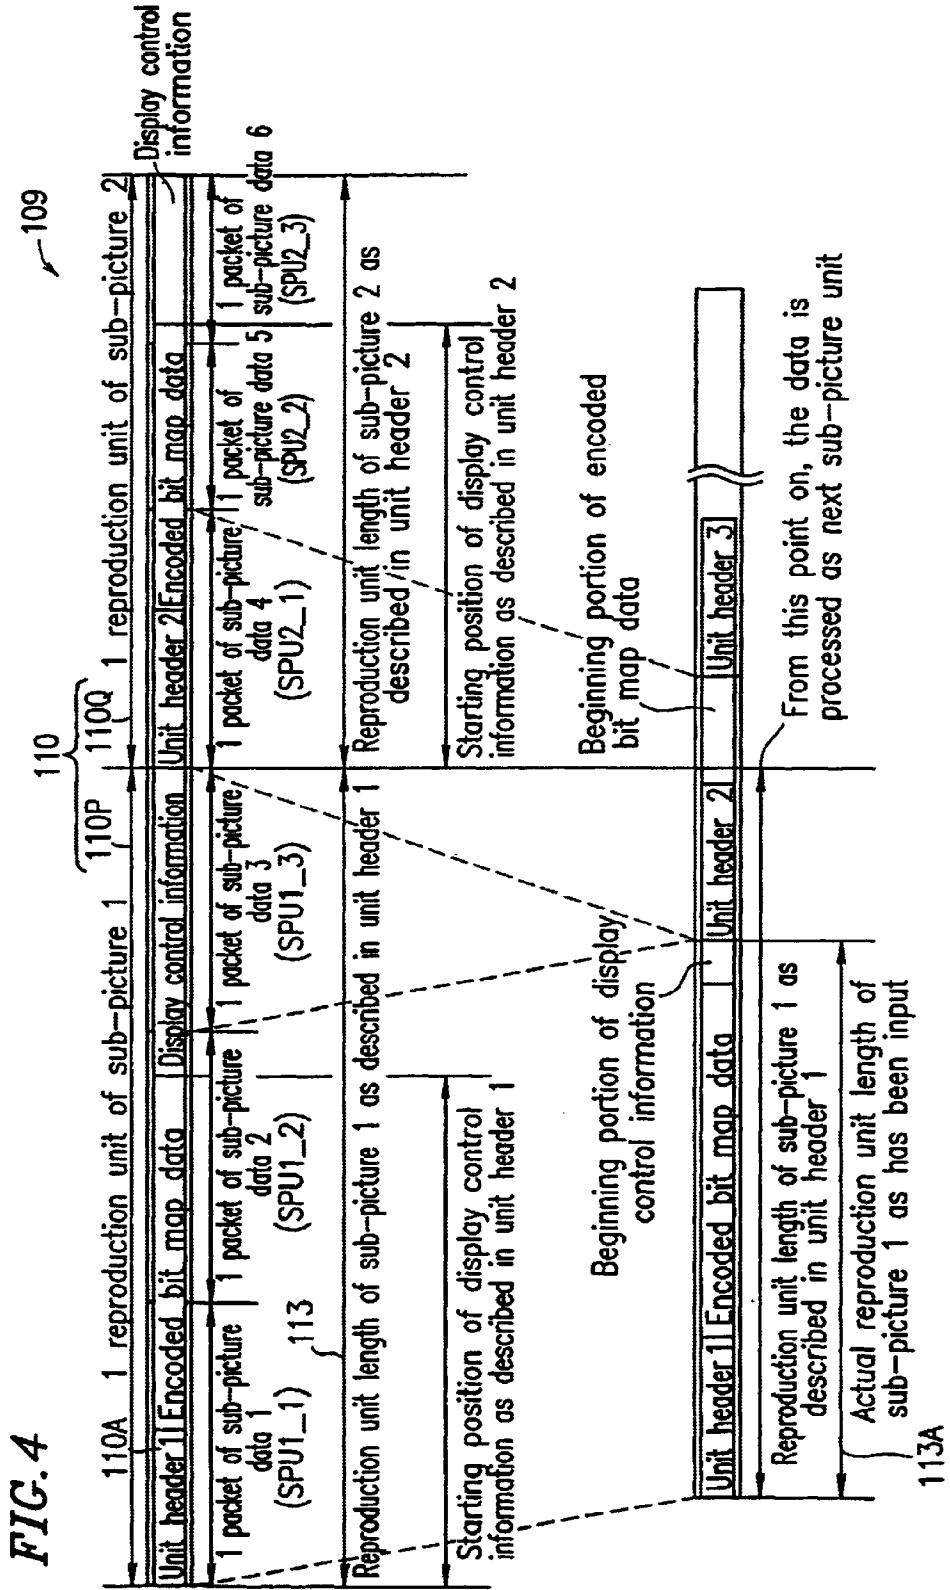 FIG. 4
109
110
110A
1 reproduction unit of sub-picture 1
110P
110Q
1 reproduction unit of sub-picture 2
Unit header 1
Encoded bit map data
Display control information
Unit header 2
Encoded bit map data
Display control
information
1 packet of sub-picture
data 1
(SPU1_1)
1 packet of sub-picture
data 2
(SPU1_2)
1 packet of sub-picture
data 3
(SPU1_3)
1 packet of sub-picture
data 4
(SPU2_1)
1 packet of
sub-picture data 5
(SPU2_2)
1 packet of
sub-picture data 6
(SPU2_3)
113
Reproduction unit length of sub-picture 1 as described in unit header 1
Reproduction unit length of sub-picture 2 as
described in unit header 2
Starting position of display control
information as described in unit header 1
Starting position of display control
information as described in unit header 2
Beginning portion of display
control information
Beginning portion of encoded
bit map data
Unit header 1
Encoded bit map data
Unit header 2
Unit header 3
Reproduction unit length of sub-picture 1 as
described in unit header 1
From this point on, the data is
processed as next sub-picture unit
Actual reproduction unit length of
sub-picture 1 as has been input
113A